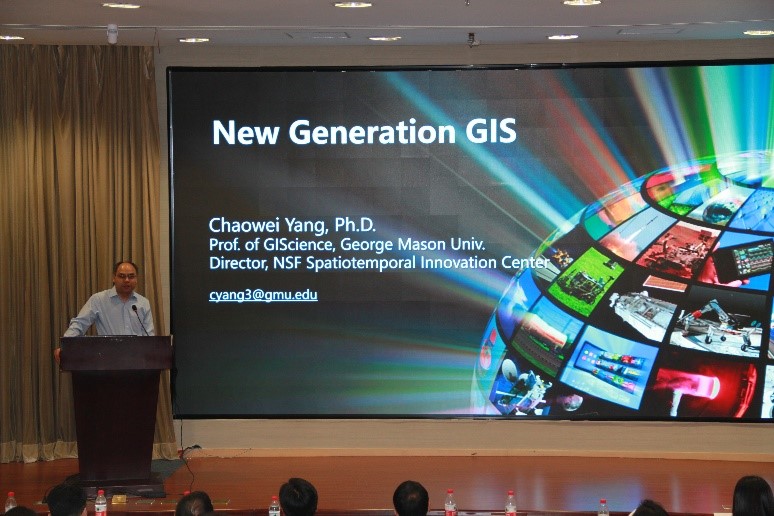 New Generation GIS
Chaowei Yang, Ph.D.
Prof. of GIScience, George Mason Univ.
Director, NSF Spatiotemporal Innovation Center
cyang3@gmu.edu